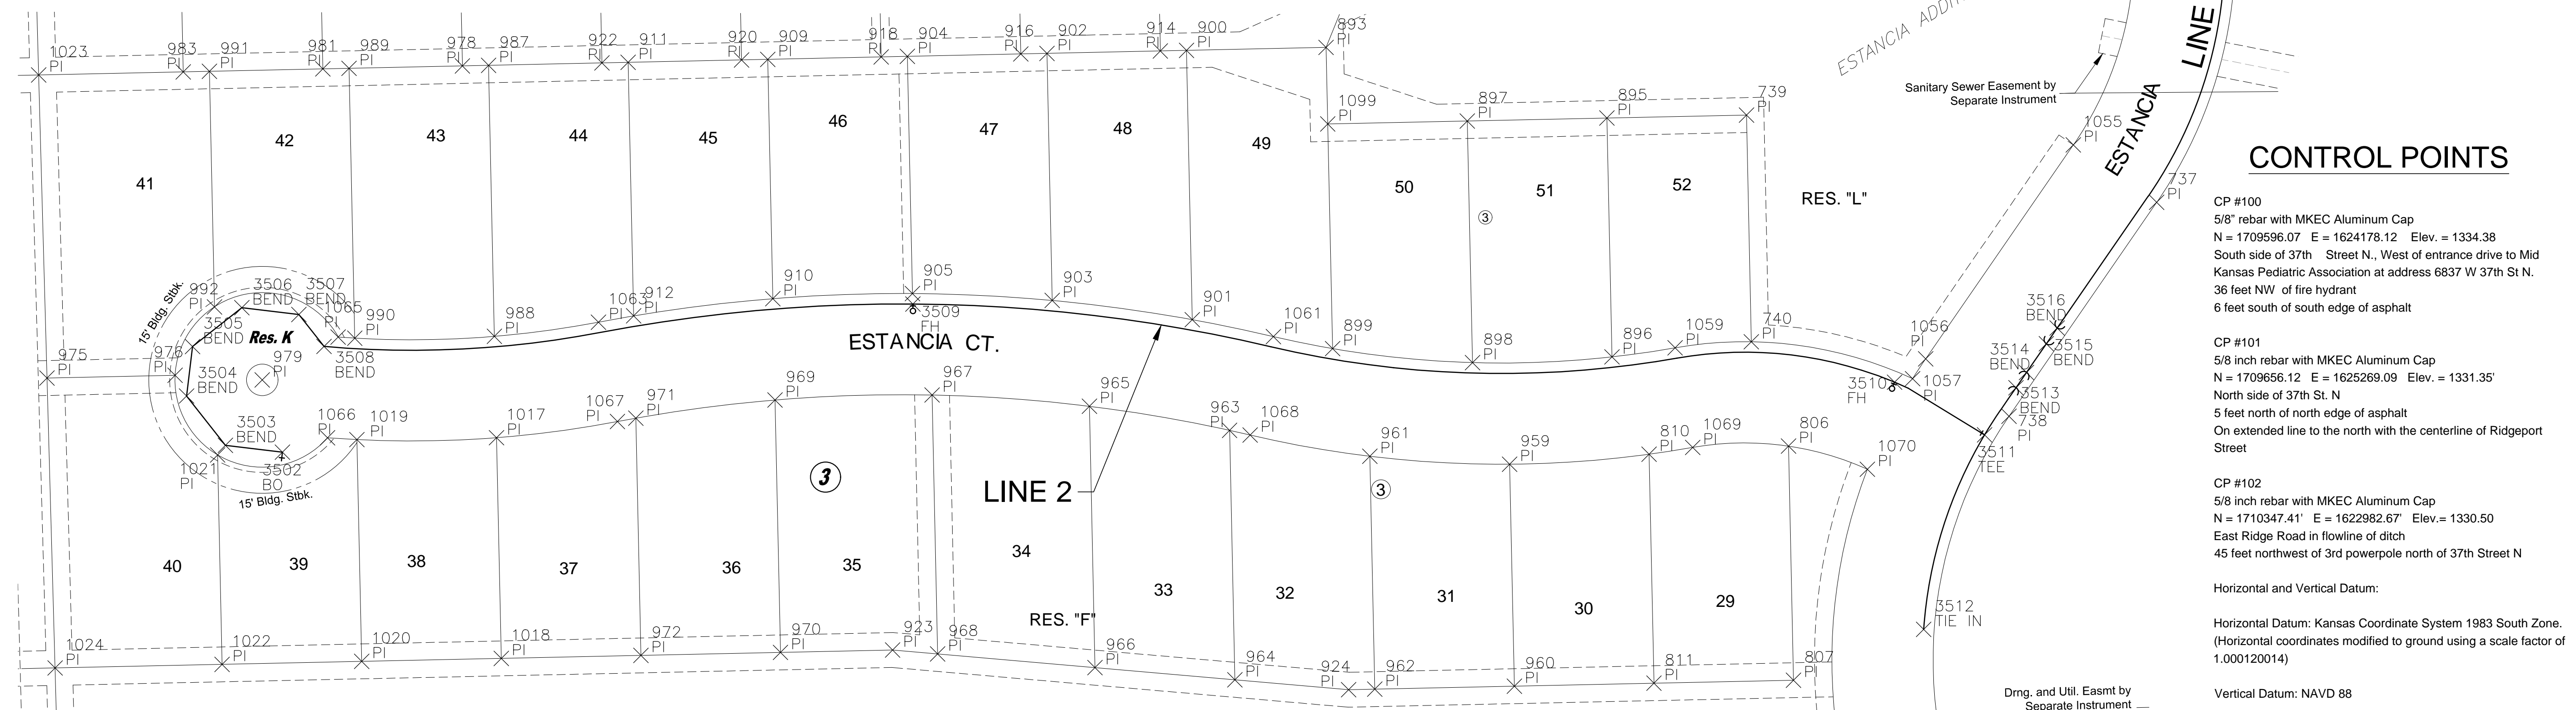 1023
PI
983
PI
991
PI
981
PI
989
PI
978
PI
987
PI
922
PI
911
PI
920
PI
909
PI
918
PI
904
PI
916
PI
902
PI
914
PI
900
PI
893
PI
1099
PI
897
PI
895
PI
739
PI
ESTANCIA
Sanitary Sewer Easement by
Separate Instrument
LINE
ESTANCIA
1055
PI
737
PI
41
42
43
44
45
46
47
48
49
50
51
52
3
RES. "L"
992
PI
3506
BEND
3507
BEND
1065
PI
990
PI
988
PI
1063
PI
912
PI
910
PI
905
PI
3509
FH
903
PI
901
PI
1061
PI
899
PI
898
PI
896
PI
1059
PI
740
PI
1056
PI
15' Bldg. Stbk.
3505
BEND
Res. K
979
PI
3508
BEND
975
PI
976
PI
3504
BEND
ESTANCIA CT.
3510
FH
1057
PI
3516
BEND
3514
BEND
3515
BEND
3513
BEND
738
PI
3511
TEE
3512
TIE IN
3503
BEND
1066
PI
1019
PI
1017
PI
1067
PI
971
PI
969
PI
967
PI
965
PI
963
PI
1068
PI
961
PI
959
PI
810
PI
1069
PI
806
PI
1070
PI
1021
PI
3502
BO
15' Bldg. Stbk.
3
LINE 2
3
40
39
38
37
36
35
34
RES. "F"
33
32
31
30
29
1024
PI
1022
PI
1020
PI
1018
PI
972
PI
970
PI
923
PI
968
PI
966
PI
964
PI
924
PI
962
PI
960
PI
811
PI
807
PI
Drng. and Util. Easmt by
Separate Instrument
CONTROL POINTS
CP #100
5/8" rebar with MKEC Aluminum Cap
N = 1709596.07 E = 1624178.12 Elev. = 1334.38
South side of 37th Street N., West of entrance drive to Mid
Kansas Pediatric Association at address 6837 W 37th St N.
36 feet NW of fire hydrant
6 feet south of south edge of asphalt
CP #101
5/8 inch rebar with MKEC Aluminum Cap
N = 1709656.12 E = 1625269.09 Elev. = 1331.35'
North side of 37th St. N
5 feet north of north edge of asphalt
On extended line to the north with the centerline of Ridgeport
Street
CP #102
5/8 inch rebar with MKEC Aluminum Cap
N = 1710347.41' E = 1622982.67' Elev.= 1330.50
East Ridge Road in flowline of ditch
45 feet northwest of 3rd powerpole north of 37th Street N
Horizontal and Vertical Datum:
Horizontal Datum: Kansas Coordinate System 1983 South Zone.
(Horizontal coordinates modified to ground using a scale factor of
1.000120014)
Vertical Datum: NAVD 88